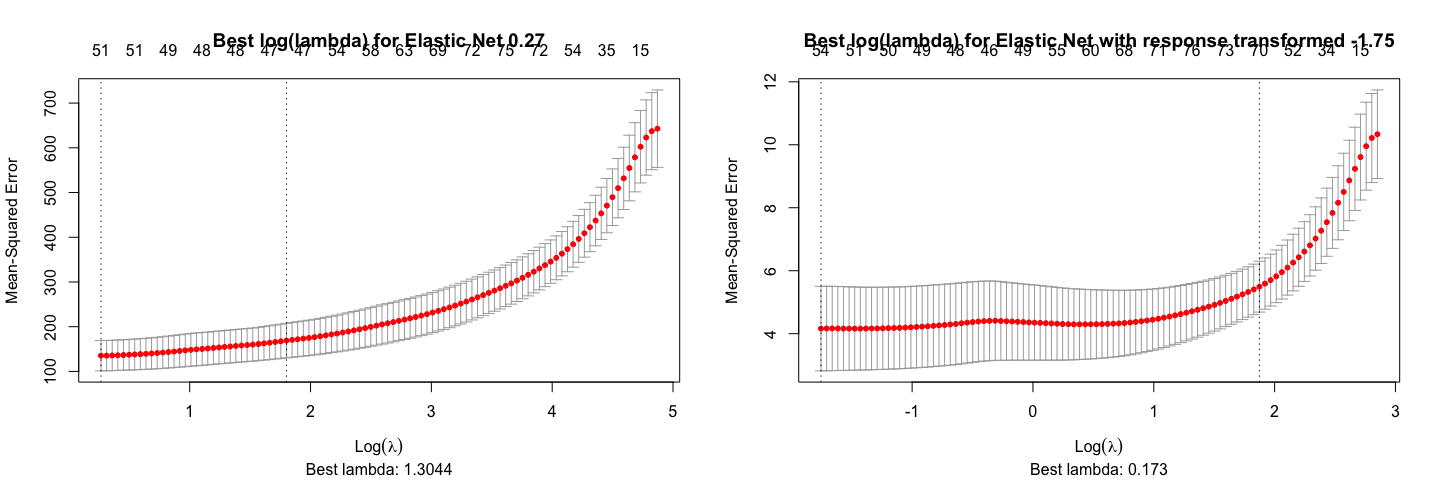 Best log(lambda) for Elastic Net 0.27
51 51 49 48 48 47 47 54 58 63 69 72 75 72 54 35 15
Mean-Squared Error
700
600
500
400
300
200
100
1 2 3 4 5
Log(λ)
Best lambda: 1.3044
Best log(lambda) for Elastic Net with response transformed -1.75
54 51 50 49 48 46 49 55 60 68 71 76 73 70 52 34 15
Mean-Squared Error
12
10
8
6
4
-1 0 1 2 3
Log(λ)
Best lambda: 0.173